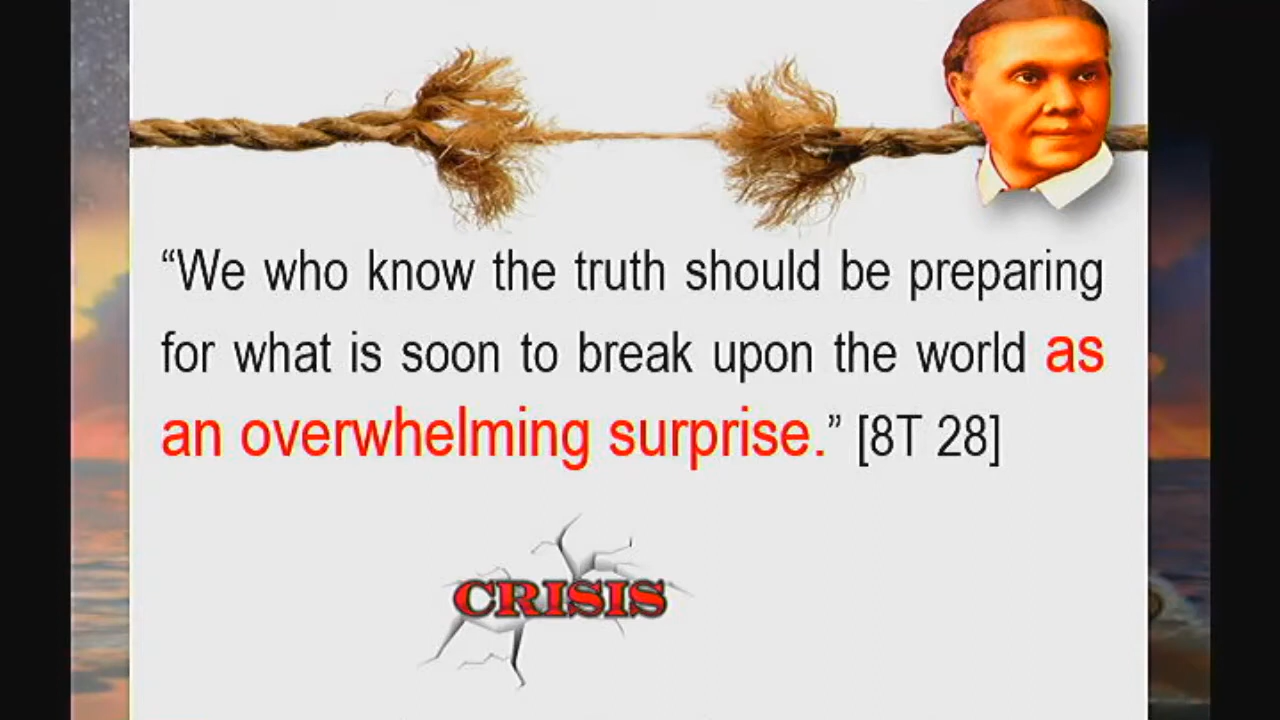 “We who know the truth should be preparing
for what is soon to break upon the world as
an overwhelming surprise.” [8T 28]
CRISIS